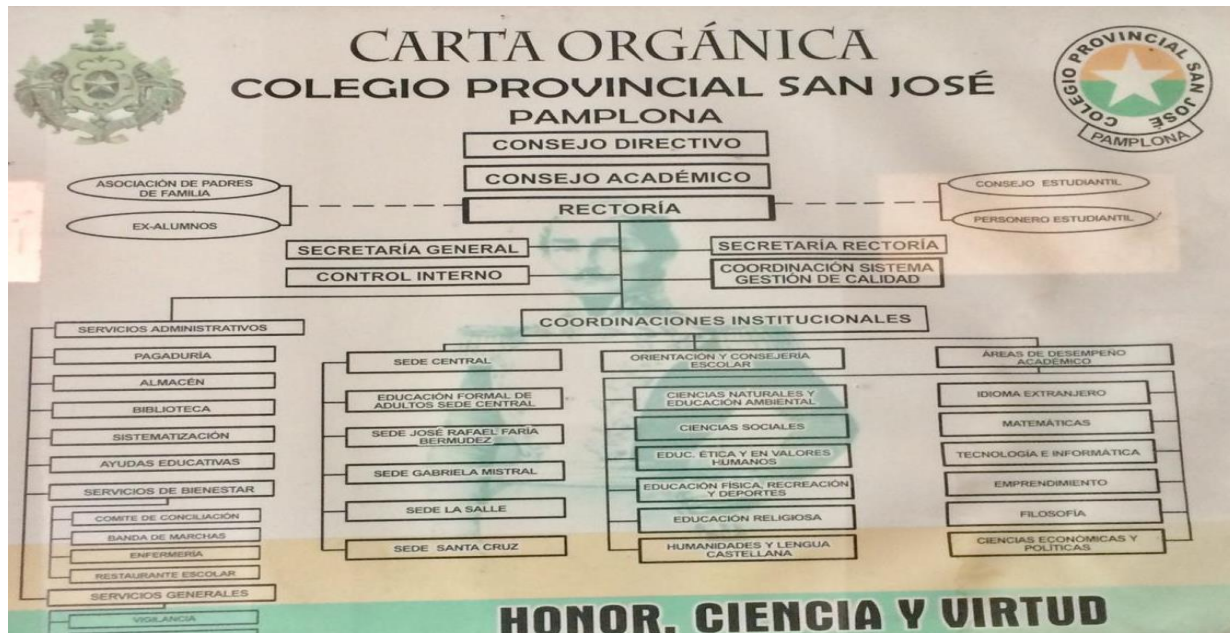 CARTA ORGÁNICA
COLEGIO PROVINCIAL SAN JOSÉ
PAMPLONA
COLEGIO PROVINCIAL SAN JOSÉ
PAMPLONA
CONSEJO DIRECTIVO
CONSEJO ACADÉMICO
RECTORÍA
ASOCIACIÓN DE PADRES
DE FAMILIA
EX-ALUMNOS
CONSEJO ESTUDIANTIL
PERSONERO ESTUDIANTIL
SECRETARÍA GENERAL
SECRETARÍA RECTORÍA
CONTROL INTERNO
COORDINACIÓN SISTEMA
GESTIÓN DE CALIDAD
SERVICIOS ADMINISTRATIVOS
PAGADURÍA
ALMACÉN
BIBLIOTECA
SISTEMATIZACIÓN
AYUDAS EDUCATIVAS
SERVICIOS DE BIENESTAR
COMITE DE CONCILIACIÓN
BANDA DE MARCHAS
ENFERMERÍA
RESTAURANTE ESCOLAR
SERVICIOS GENERALES
VIGILANCIA
COORDINACIONES INSTITUCIONALES
SEDE CENTRAL
EDUCACIÓN FORMAL DE
ADULTOS SEDE CENTRAL
SEDE JOSÉ RAFAEL FARÍA
BERMUDEZ
SEDE GABRIELA MISTRAL
SEDE LA SALLE
SEDE SANTA CRUZ
ORIENTACIÓN Y CONSEJERÍA
ESCOLAR
CIENCIAS NATURALES Y
EDUCACIÓN AMBIENTAL
CIENCIAS SOCIALES
EDUC. ÉTICA Y EN VALORES
HUMANOS
EDUCACIÓN FÍSICA, RECREACIÓN
Y DEPORTES
EDUCACIÓN RELIGIOSA
HUMANIDADES Y LENGUA
CASTELLANA
ÁREAS DE DESEMPEÑO
ACADÉMICO
IDIOMA EXTRANJERO
MATEMÁTICAS
TECNOLOGÍA E INFORMÁTICA
EMPRENDIMIENTO
FILOSOFÍA
CIENCIAS ECONÓMICAS Y
POLÍTICAS
HONOR, CIENCIA Y VIRTUD